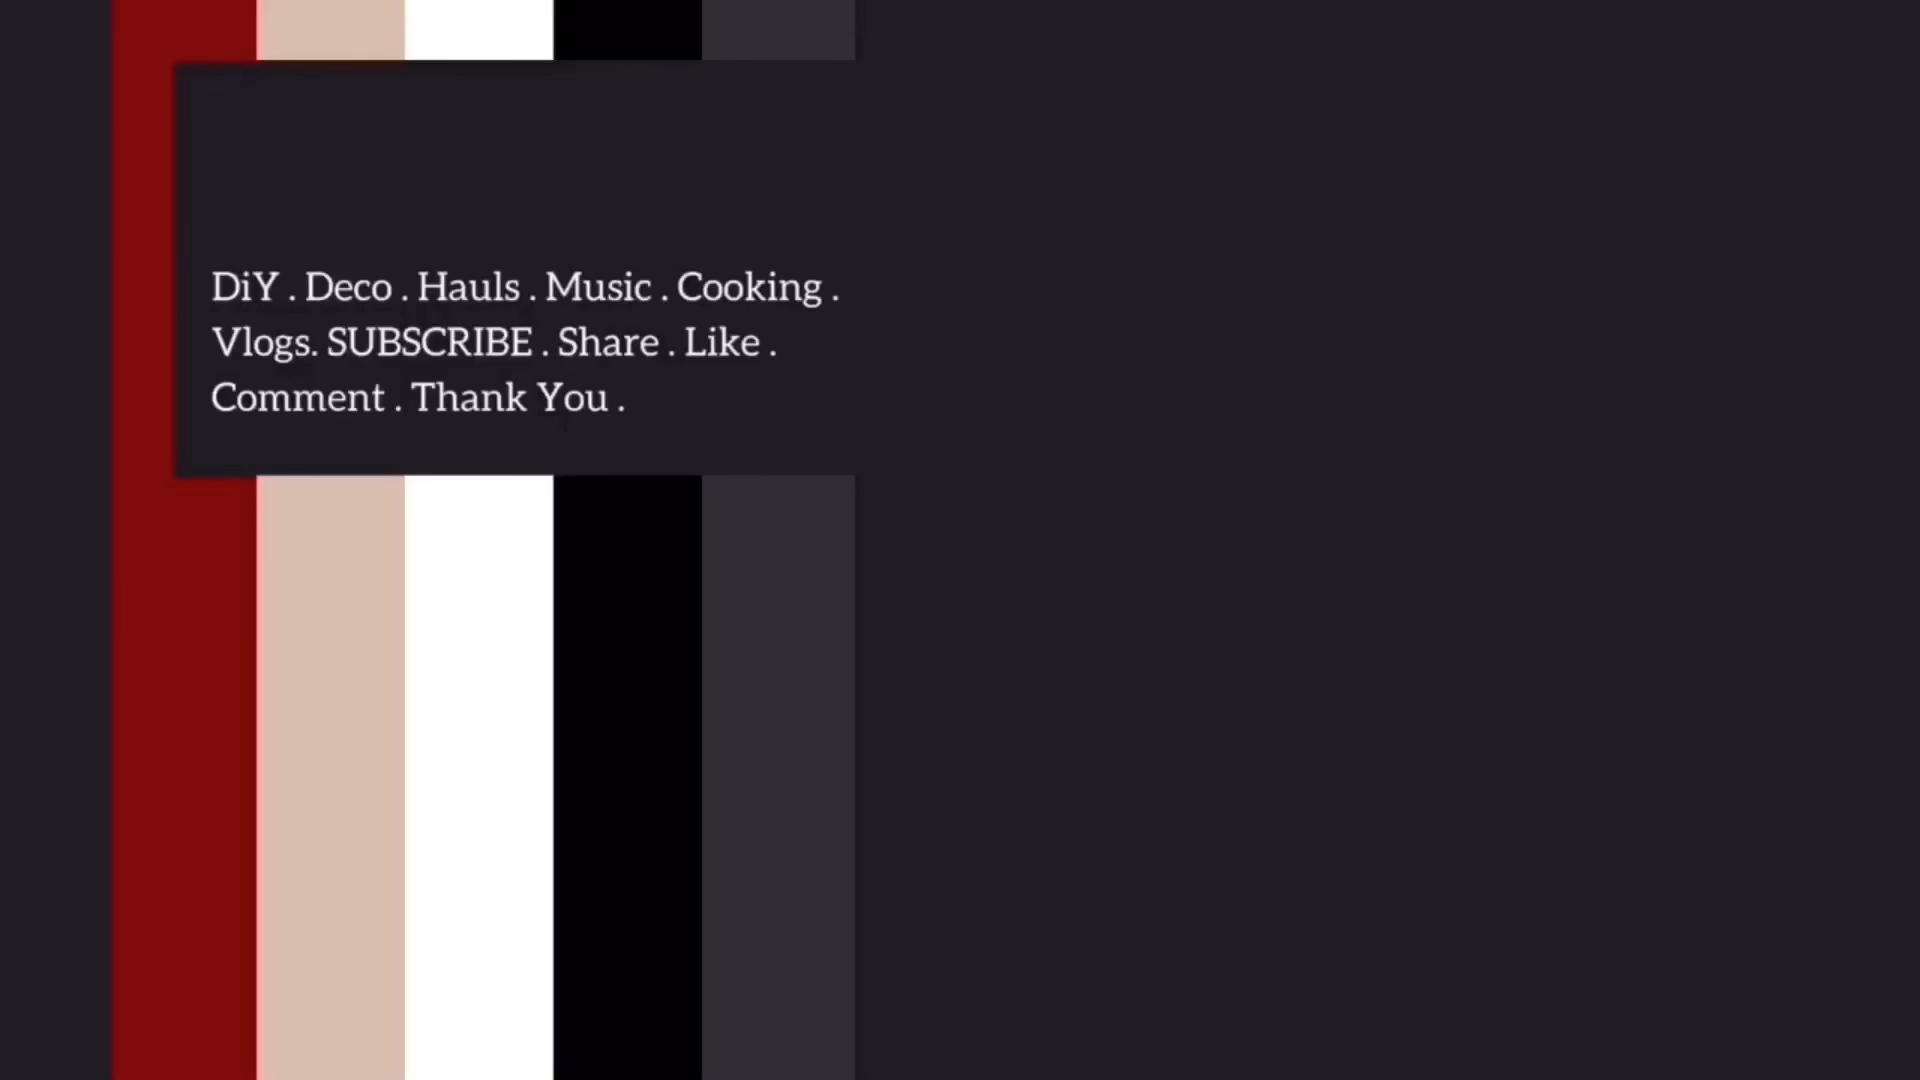 DiY . Deco . Hauls . Music . Cooking .
Vlogs. SUBSCRIBE . Share . Like .
Comment . Thank You .